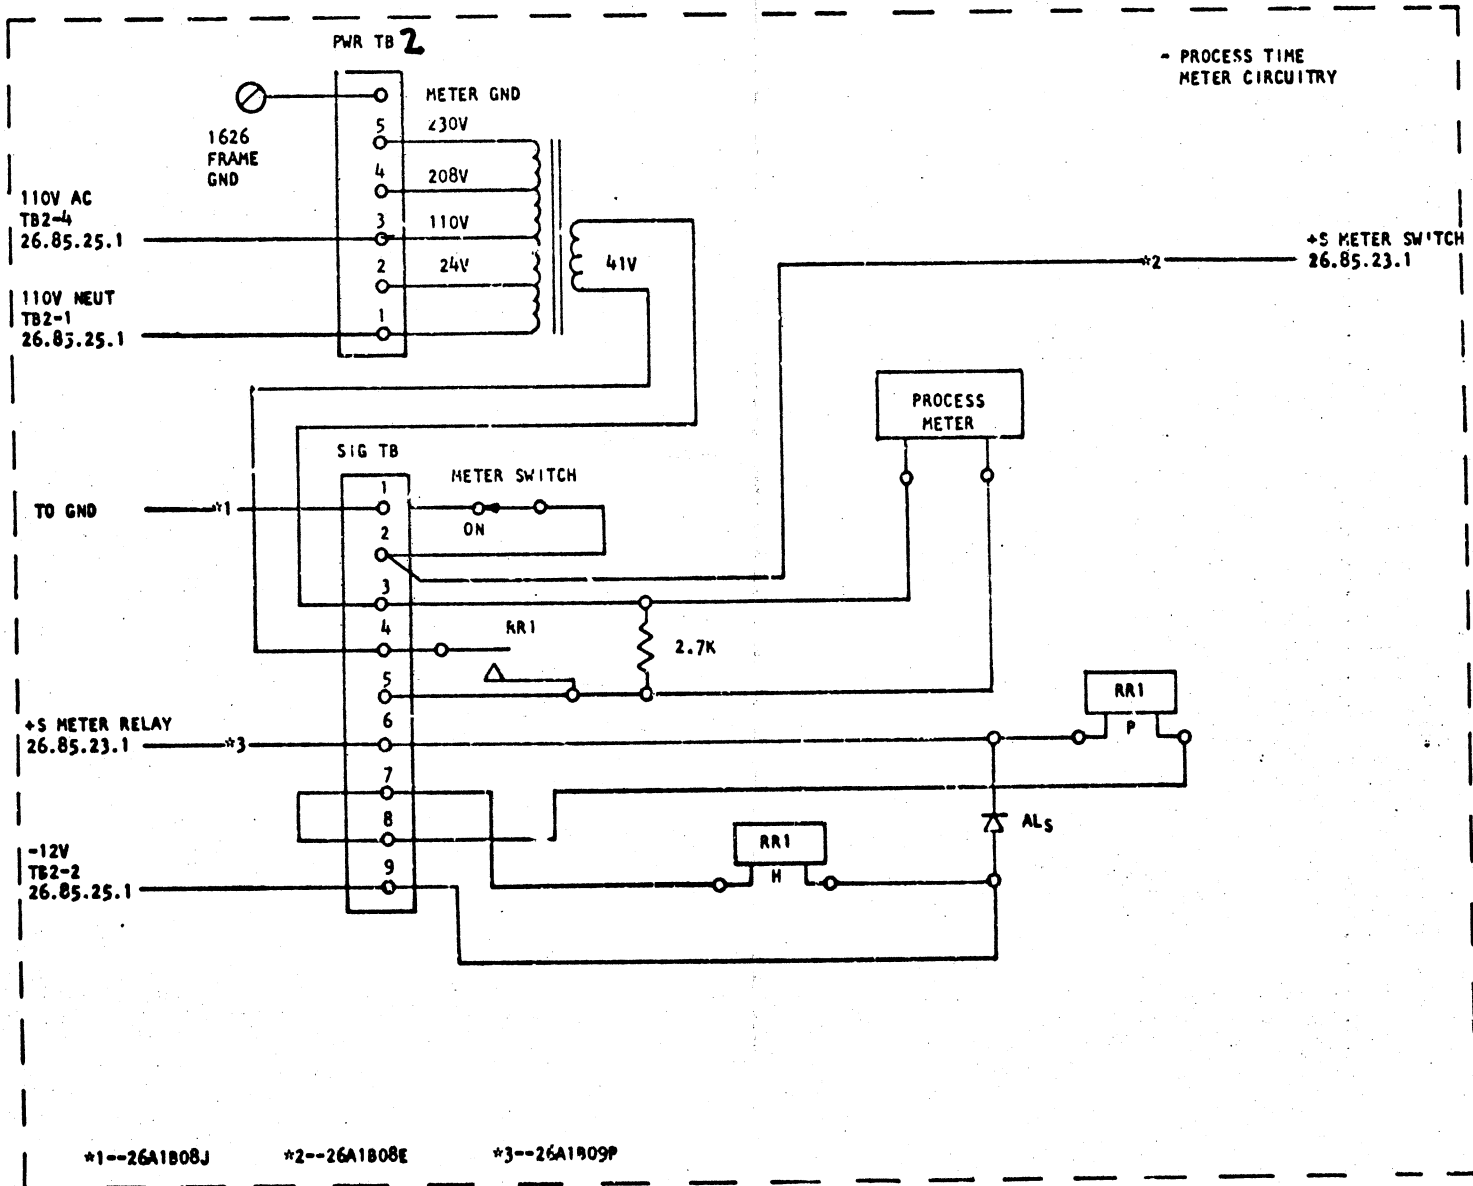 PWR TB 2
- PROCESS TIME
METER CIRCUITRY
METER GND
1626
FRAME
GND
5
230V
4
208V
3
110V
2
24V
1
41V
110V AC
TB2-4
26.85.25.1
110V NEUT
TB2-1
26.85.25.1
+S METER SWITCH
26.85.23.1
*2
PROCESS
METER
SIG TB
METER SWITCH
ON
TO GND
*1
1
2
3
4
RR1
2.7K
5
6
+S METER RELAY
26.85.23.1
*3
RR1
P
7
8
9
RR1
H
ALS
-12V
TB2-2
26.85.25.1
*1--26A1B08J
*2--26A1B08E
*3--26A1B09P